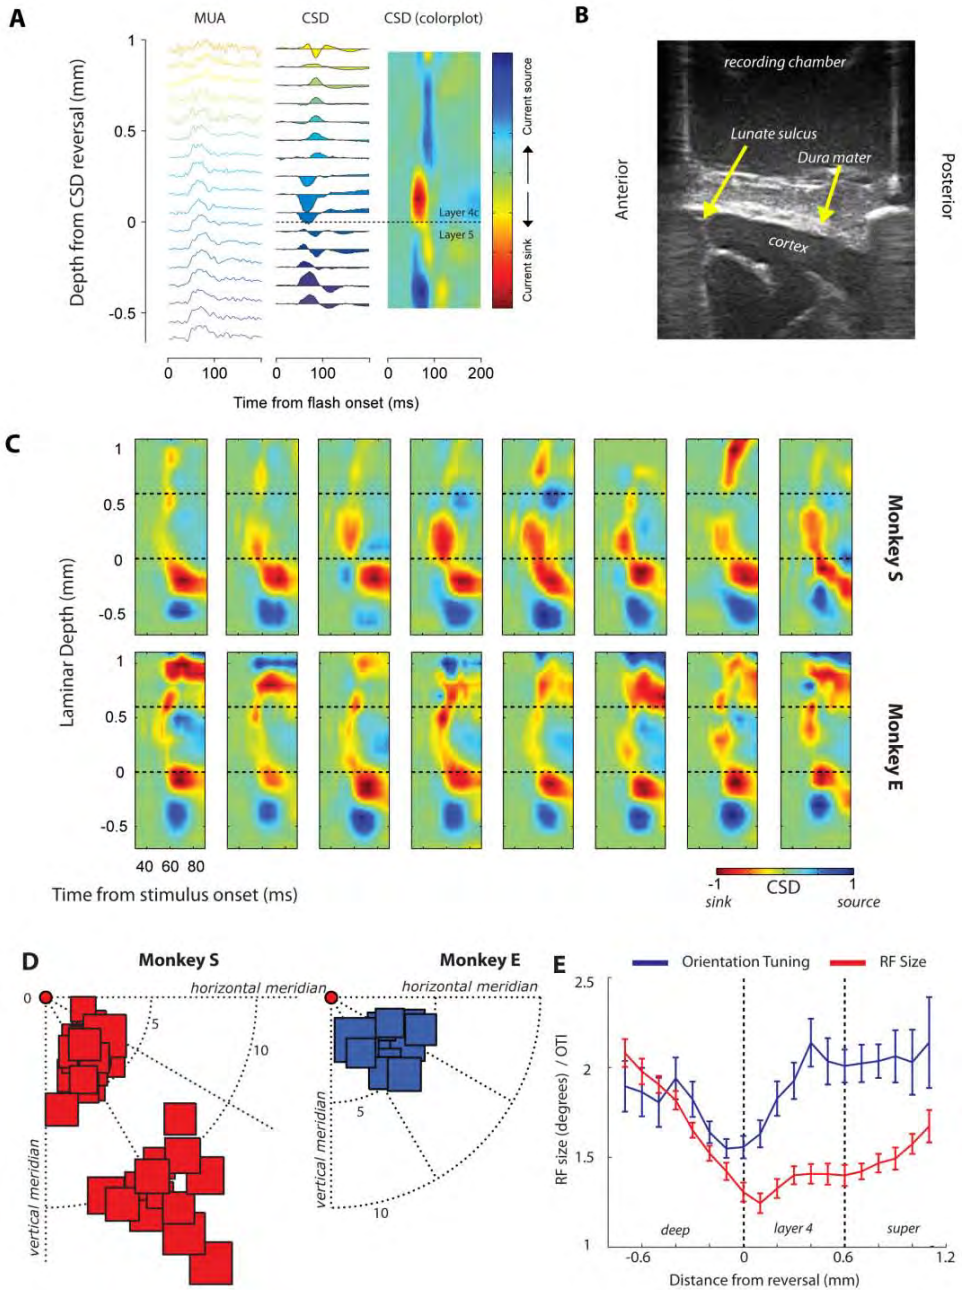 A
MUA
CSD
CSD (colorplot)
Depth from CSD reversal (mm)
1
0.5
0
-0.5
Layer 4c
Layer 5
Current source
Current sink
0
100
0
100
0
100
200
Time from flash onset (ms)
B
recording chamber
Lunate sulcus
Dura mater
cortex
Anterior
Posterior
C
Laminar Depth (mm)
1
0.5
0
-0.5
Monkey S
1
0.5
0
-0.5
Monkey E
40 60 80
Time from stimulus onset (ms)
-1
CSD
1
sink
source
D
Monkey S
horizontal meridian
0
5
10
vertical meridian
Monkey E
horizontal meridian
5
10
vertical meridian
E
Orientation Tuning
RF Size
RF size (degrees) / OTI
2.5
2
1.5
1
deep
layer 4
super
-0.6
0
0.6
1.2
Distance from reversal (mm)